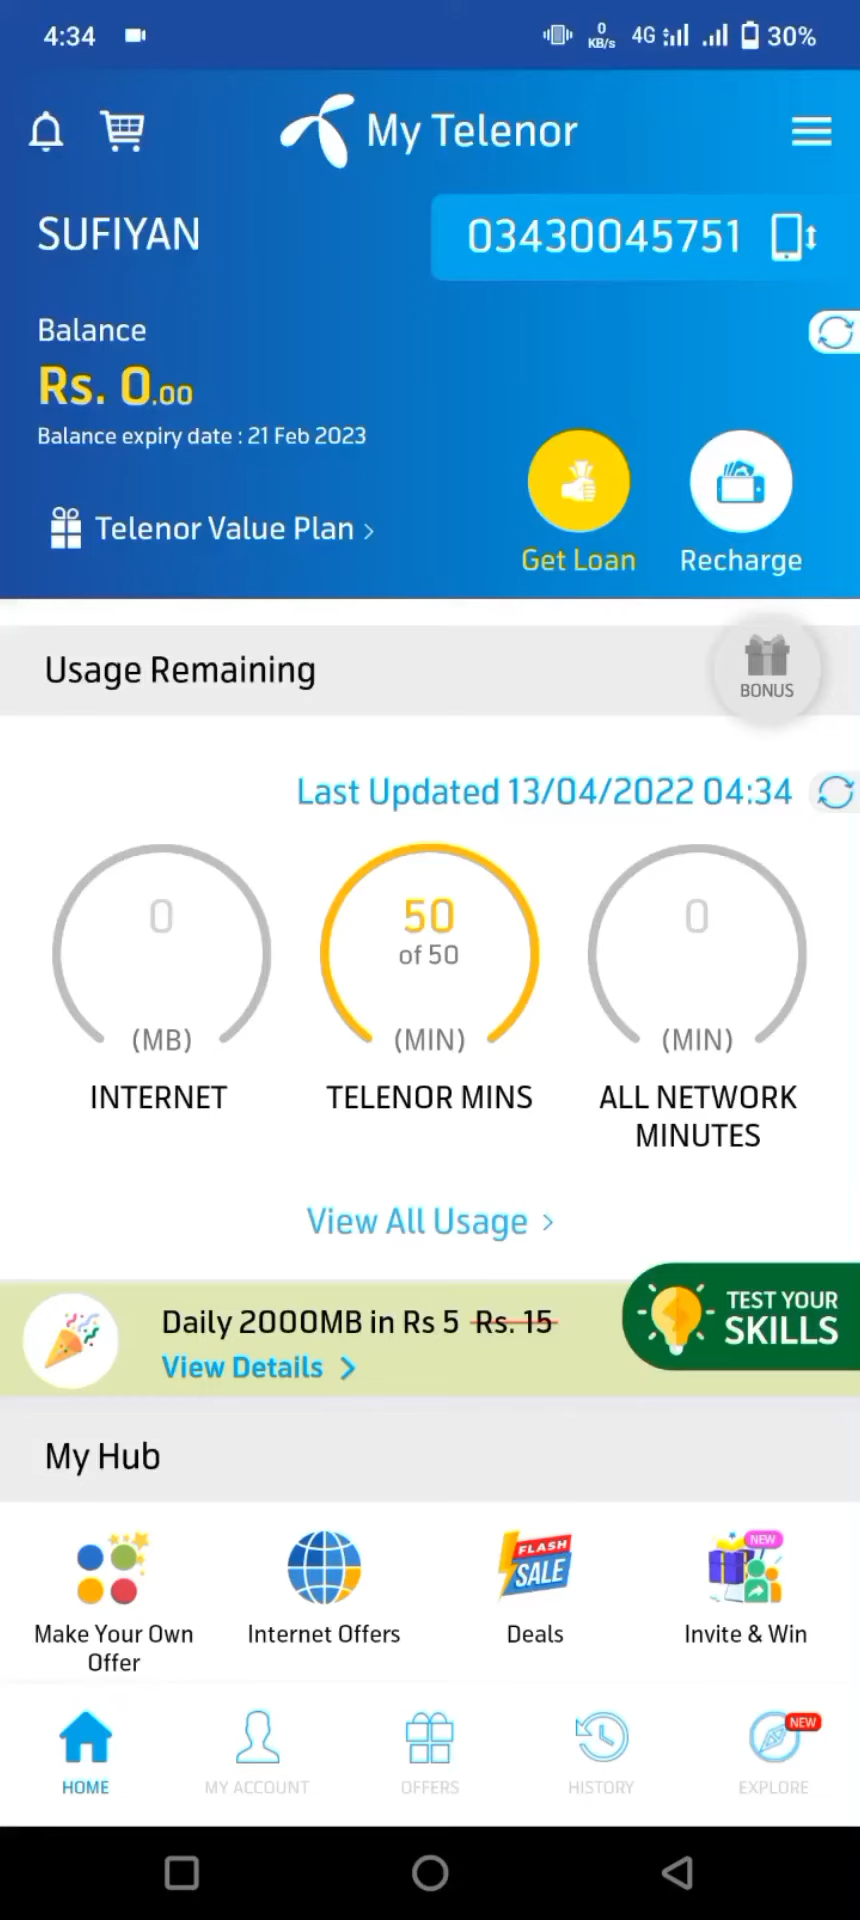 4:34
0
KB/s
4G
30%
My Telenor
SUFIYAN
03430045751
Balance
Rs. 0.00
Balance expiry date : 21 Feb 2023
Telenor Value Plan >
Get Loan
Recharge
Usage Remaining
BONUS
Last Updated 13/04/2022 04:34
0
(MB)
INTERNET
50
of 50
(MIN)
TELENOR MINS
0
(MIN)
ALL NETWORK
MINUTES
View All Usage >
Daily 2000MB in Rs 5 Rs. 15
View Details >
TEST YOUR
SKILLS
My Hub
Make Your Own
Offer
Internet Offers
FLASH
SALE
Deals
NEW
Invite & Win
HOME
MY ACCOUNT
OFFERS
HISTORY
NEW
EXPLORE